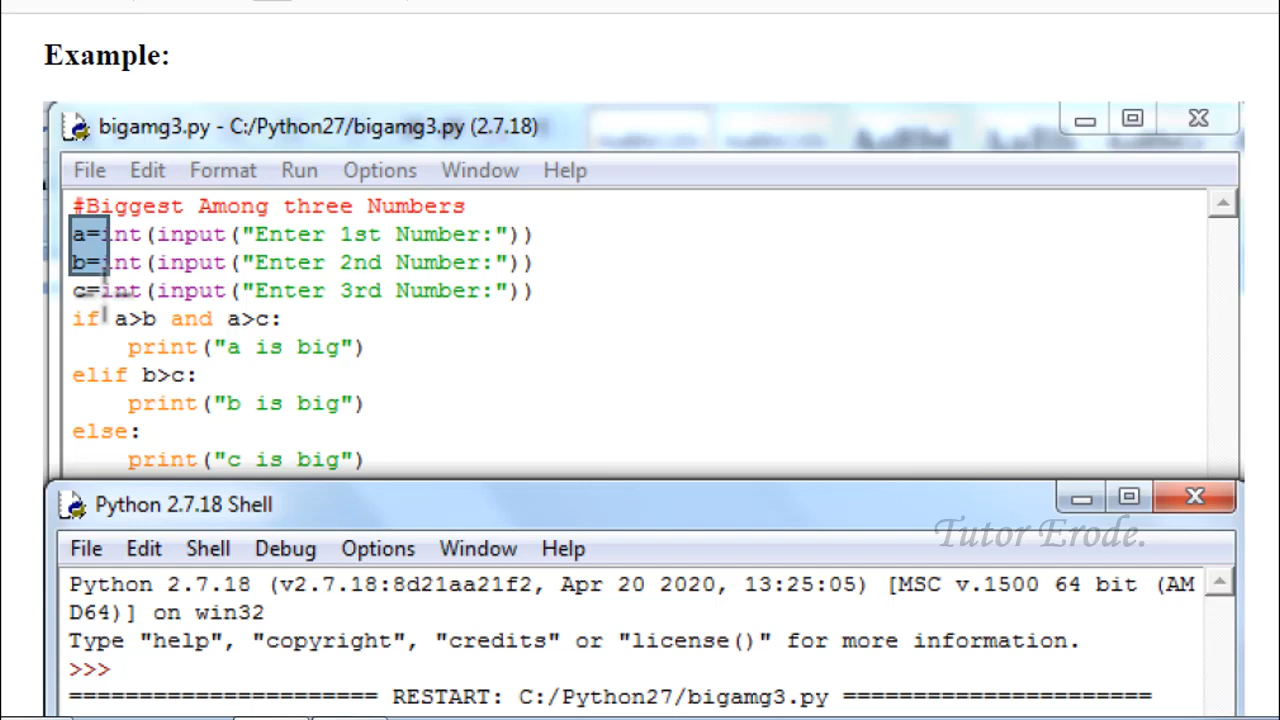 Example:
bigamg3.py - C:/Python27/bigamg3.py (2.7.18)
File Edit Format Run Options Window Help
#Biggest Among three Numbers
a=int(input("Enter 1st Number:"))
b=int(input("Enter 2nd Number:"))
c=int(input("Enter 3rd Number:"))
if a>b and a>c:
    print("a is big")
elif b>c:
    print("b is big")
else:
    print("c is big")
Python 2.7.18 Shell
Tutor Erode.
File Edit Shell Debug Options Window Help
Python 2.7.18 (v2.7.18:8d21aa21f2, Apr 20 2020, 13:25:05) [MSC v.1500 64 bit (AM
D64)] on win32
Type "help", "copyright", "credits" or "license()" for more information.
>>>
====================== RESTART: C:/Python27/bigamg3.py ======================